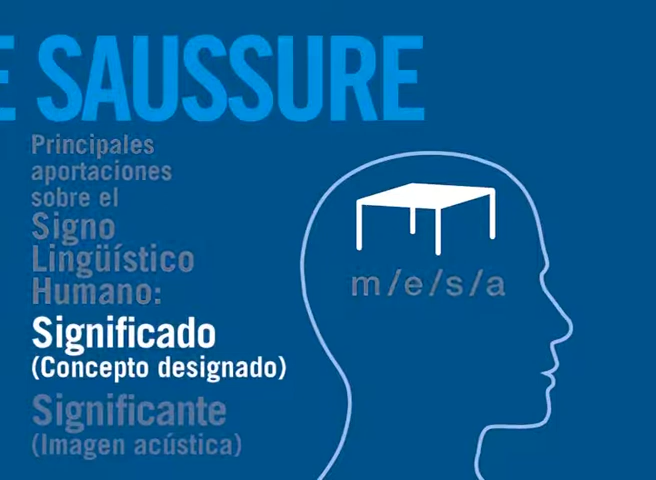 E SAUSSURE
Principales
aportaciones
sobre el
Signo
Lingüístico
Humano:
Significado
(Concepto designado)
Significante
(Imagen acústica)
m/e/s/a